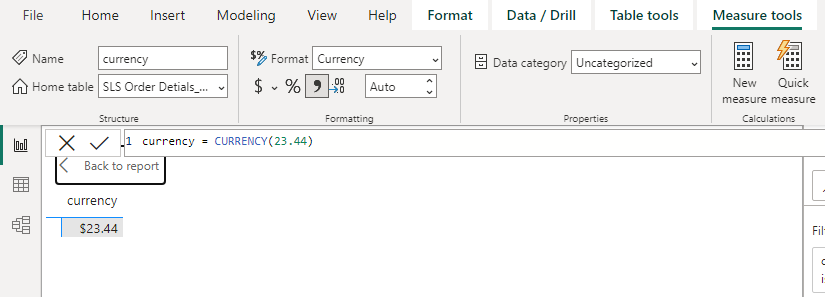 File Home Insert Modeling View Help Format Data / Drill Table tools Measure tools
Name currency
Home table SLS Order Detials_...
Structure
$% Format Currency
$ % , .00 →.0 Auto
Formatting
Data category Uncategorized
Properties
New measure
Quick measure
Calculations
1 currency = CURRENCY(23.44)
Back to report
currency
$23.44